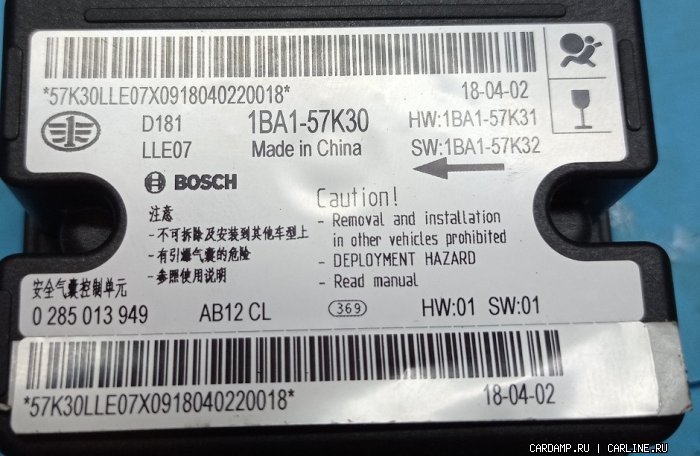 *57K30LLE07X0918040220018*
18-04-02
D181
1BA1-57K30
HW:1BA1-57K31
LLE07
Made in China
SW:1BA1-57K32
BOSCH
注意
-不可拆除及安装到其他车型上
-有引爆气囊的危险
-参照使用说明
Caution!
- Removal and installation
in other vehicles prohibited
- DEPLOYMENT HAZARD
- Read manual
安全气囊控制单元
0 285 013 949
AB12 CL
369
HW:01 SW:01
*57K30LLE07X0918040220018*
18-04-02
CARDAMP.RU | CARLINE.RU